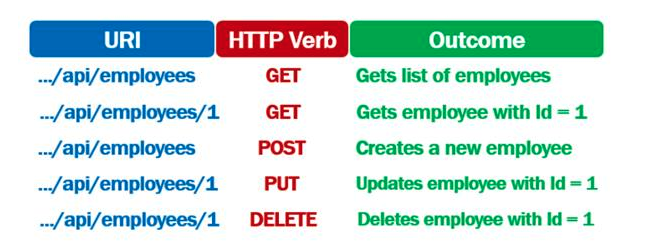 URI HTTP Verb Outcome
.../api/employees GET Gets list of employees
.../api/employees/1 GET Gets employee with Id = 1
.../api/employees POST Creates a new employee
.../api/employees/1 PUT Updates employee with Id = 1
.../api/employees/1 DELETE Deletes employee with Id = 1